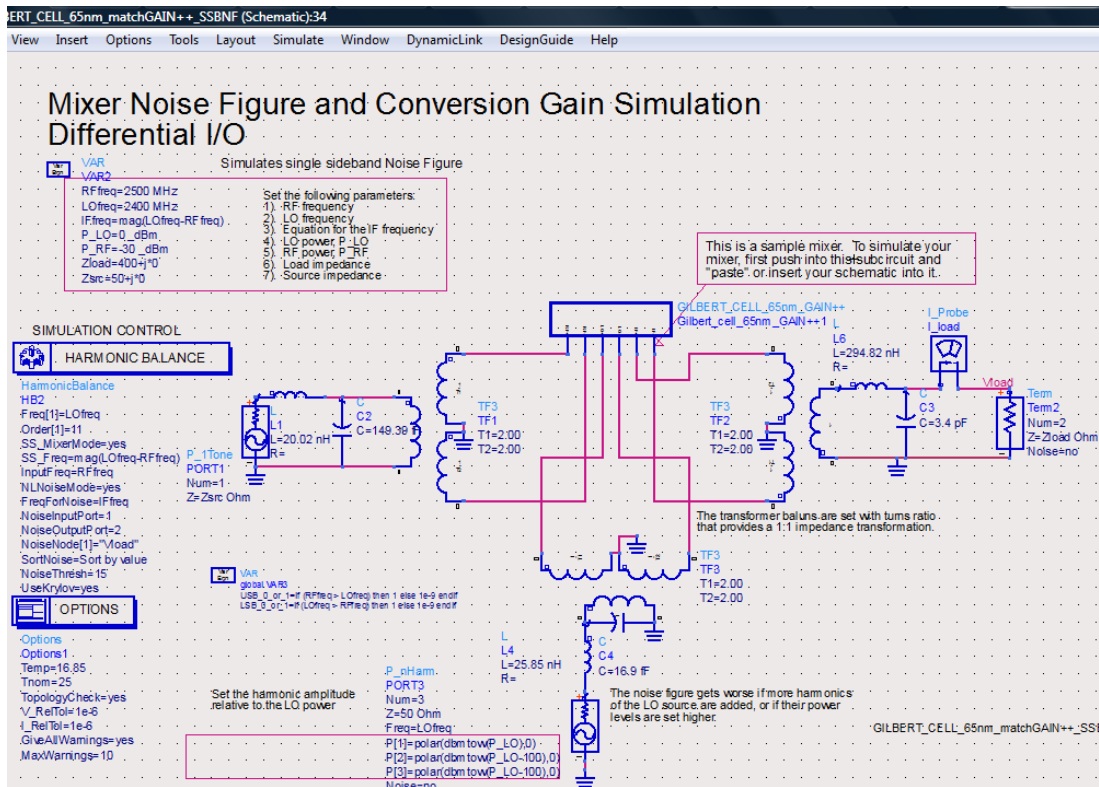 BERT_CELL_65nm_matchGAIN++_SSBNF (Schematic):34
View Insert Options Tools Layout Simulate Window DynamicLink DesignGuide Help
Mixer Noise Figure and Conversion Gain Simulation
Differential I/O
Var
Eqn
VAR
VAR2
RFfreq=2500 MHz
LOfreq=2400 MHz
IFfreq=mag(LOfreq-RFfreq)
P_LO=0 _dBm
P_RF=-30 _dBm
Zload=400+j*0
Zsrc=50+j*0
Simulates single sideband Noise Figure
Set the following parameters:
1). RF frequency
2). LO frequency
3). Equation for the IF frequency
4). LO power, P_LO
5). RF power, P_RF
6). Load impedance
7). Source impedance
This is a sample mixer. To simulate your
mixer, first push into this subcircuit and
"paste" or insert your schematic into it.
GILBERT_CELL_65nm_GAIN++
Gilbert_cell_65nm_GAIN++1
SIMULATION CONTROL
HARMONIC BALANCE
HarmonicBalance
HB2
Freq[1]=LOfreq
Order[1]=11
SS_MixerMode=yes
SS_Freq=mag(LOfreq-RFfreq)
InputFreq=RFfreq
NLNoiseMode=yes
FreqForNoise=IFfreq
NoiseInputPort=1
NoiseOutputPort=2
NoiseNode[1]="Vload"
SortNoise=Sort by value
NoiseThresh=15
UseKrylov=yes
OPTIONS
Options
Options1
Temp=16.85
Tnom=25
TopologyCheck=yes
V_RelTol=1e-6
I_RelTol=1e-6
GiveAllWarnings=yes
MaxWarnings=10
P_1Tone
PORT1
Num=1
Z=Zsrc Ohm
L
L1
L=20.02 nH
R=
C
C2
C=149.39 fF
TF3
TF1
T1=2.00
T2=2.00
TF3
TF2
T1=2.00
T2=2.00
L
L6
L=294.82 nH
R=
I_Probe
I_load
Vload
C
C3
C=3.4 pF
Term
Term2
Num=2
Z=Zload Ohm
Noise=no
The transformer baluns are set with turns ratio
that provides a 1:1 impedance transformation.
TF3
TF3
T1=2.00
T2=2.00
Var
Eqn
VAR
global VAR3
USB_0_or_1=if (RFfreq > LOfreq) then 1 else 1e-9 endif
LSB_0_or_1=if (LOfreq > RFfreq) then 1 else 1e-9 endif
L
L4
L=25.85 nH
R=
C
C4
C=16.9 fF
Set the harmonic amplitude
relative to the LO power
P_nHarm
PORT3
Num=3
Z=50 Ohm
Freq=LOfreq
P[1]=polar(dbmtow(P_LO),0)
P[2]=polar(dbmtow(P_LO-100),0)
P[3]=polar(dbmtow(P_LO-100),0)
Noise=no
The noise figure gets worse if more harmonics
of the LO source are added, or if their power
levels are set higher.
GILBERT_CELL_65nm_matchGAIN++_SSB